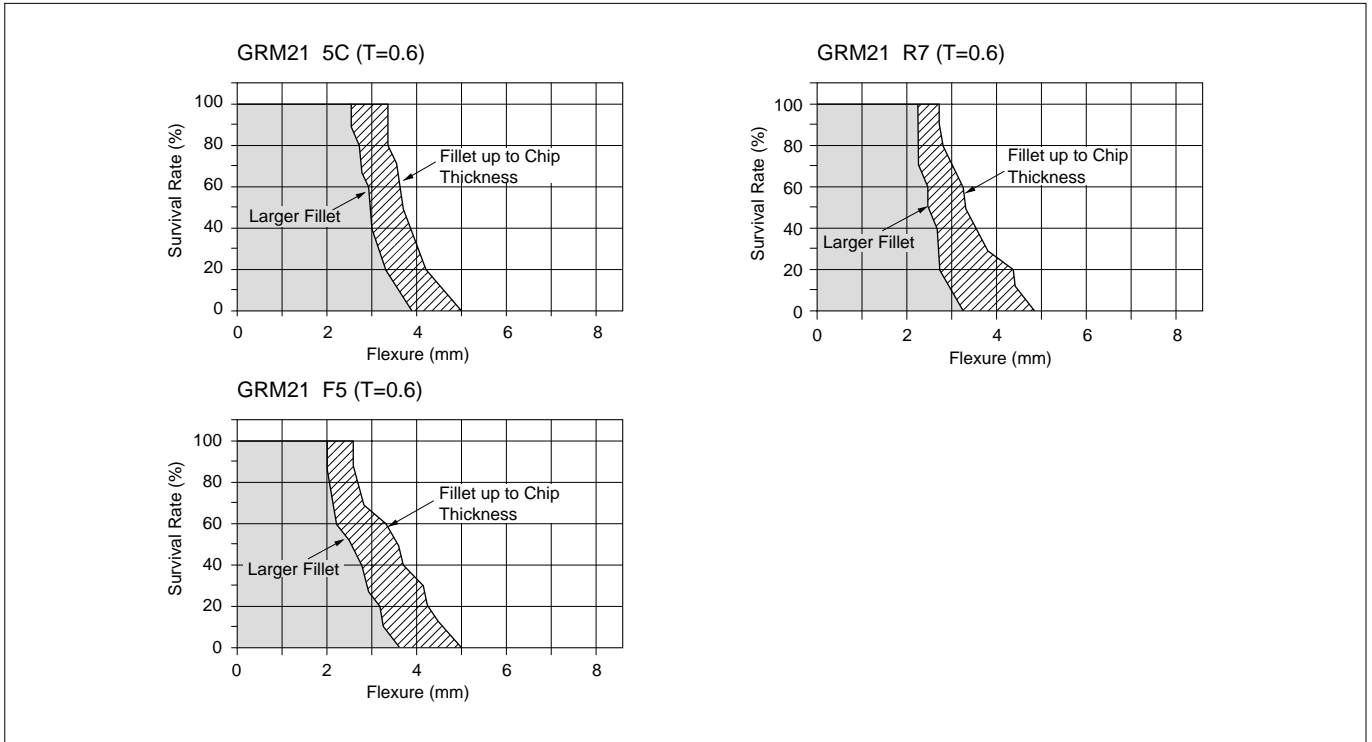 GRM21 5C (T=0.6)
Survival Rate (%)
100
80
60
40
20
0
Fillet up to Chip
Thickness
Larger Fillet
0 2 4 6 8
Flexure (mm)
GRM21 R7 (T=0.6)
Survival Rate (%)
100
80
60
40
20
0
Fillet up to Chip
Thickness
Larger Fillet
0 2 4 6 8
Flexure (mm)
GRM21 F5 (T=0.6)
Survival Rate (%)
100
80
60
40
20
0
Fillet up to Chip
Thickness
Larger Fillet
0 2 4 6 8
Flexure (mm)